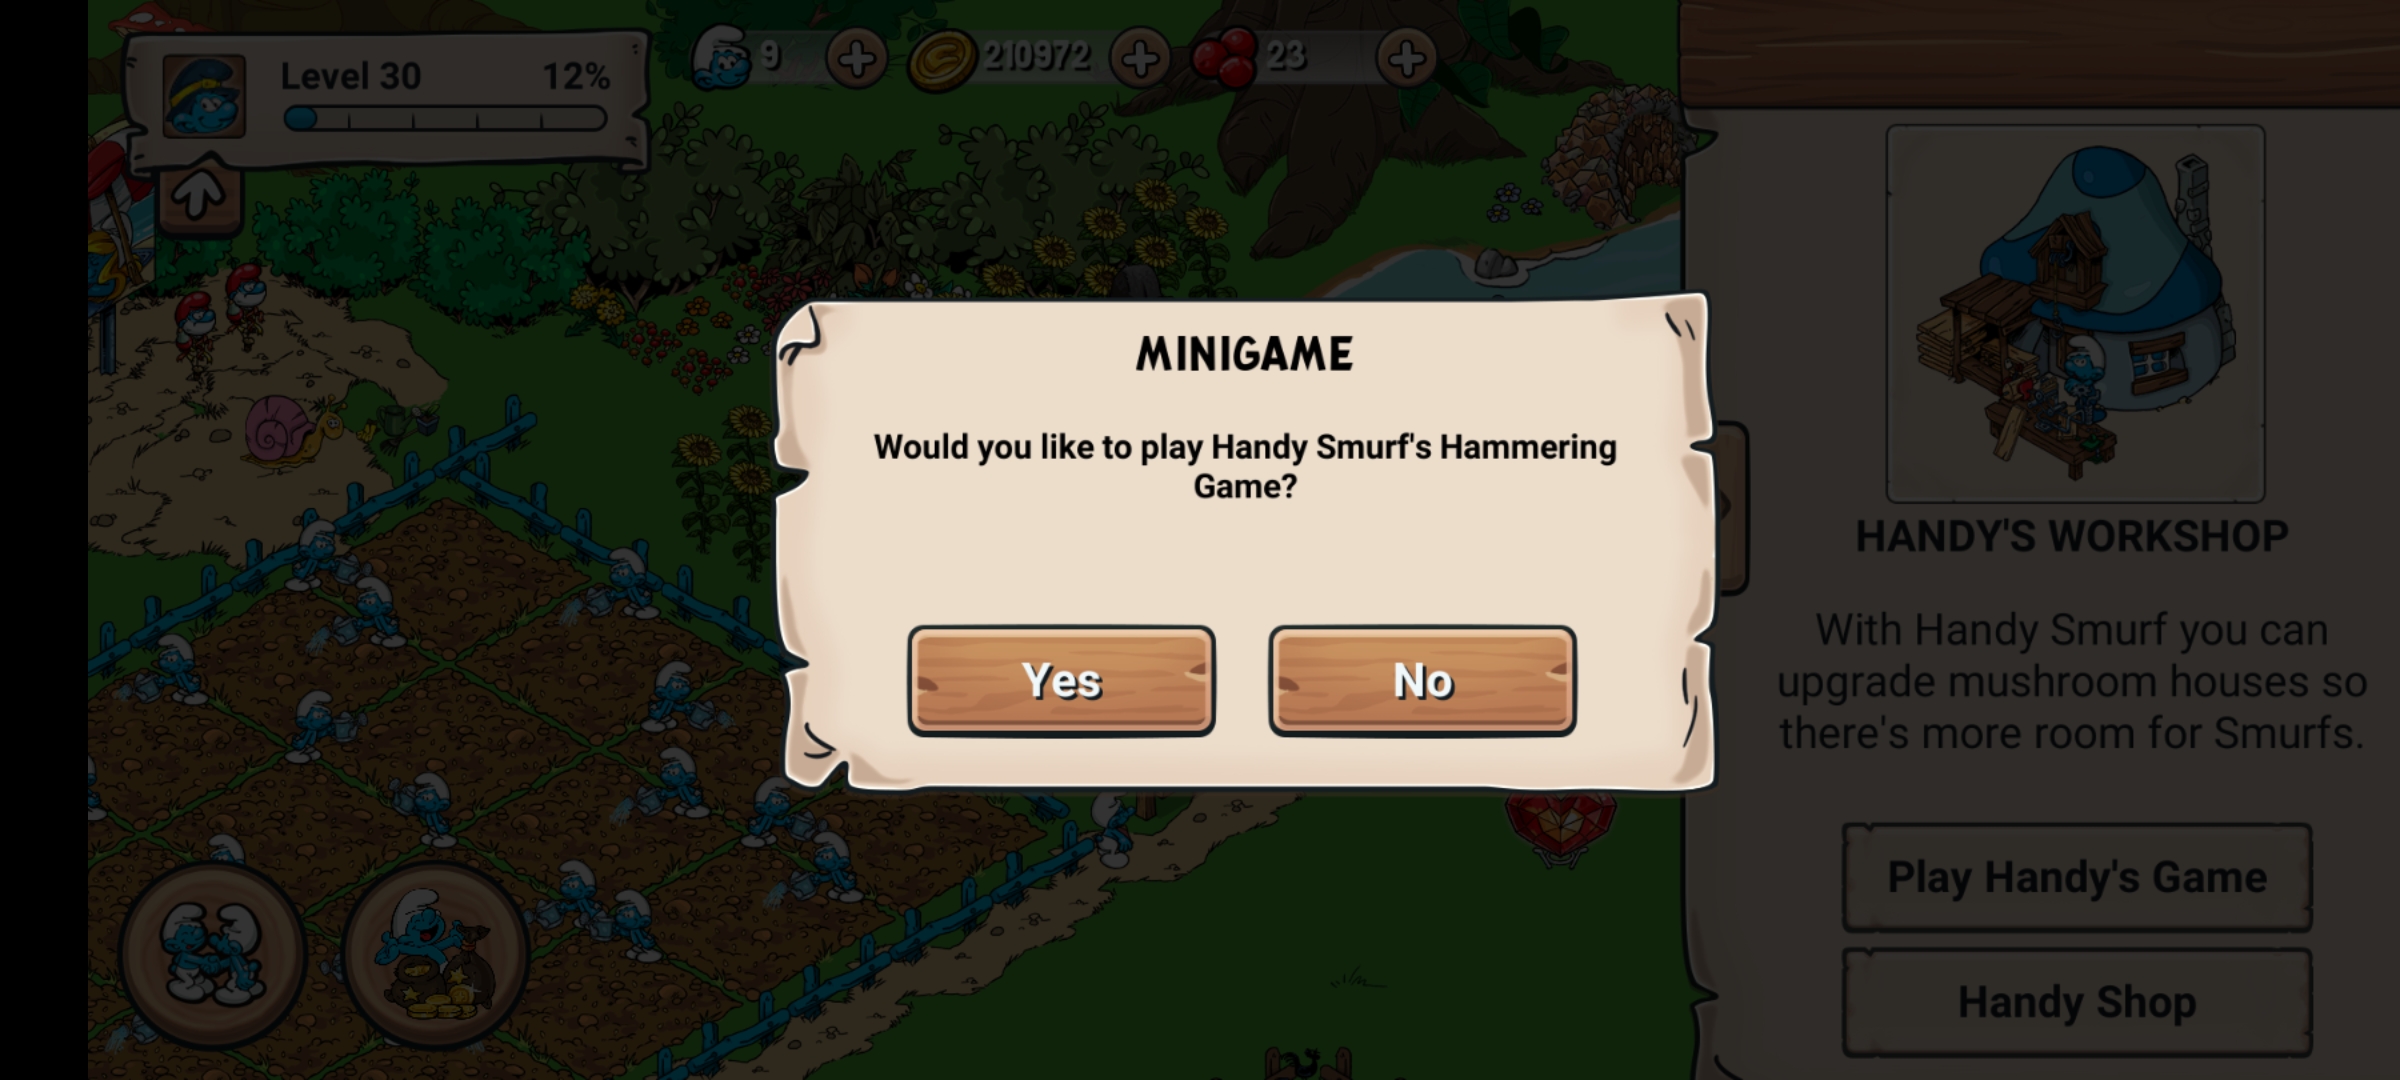 Level 30
12%
9
210972
23
MINIGAME
Would you like to play Handy Smurf's Hammering
Game?
Yes
No
HANDY'S WORKSHOP
With Handy Smurf you can
upgrade mushroom houses so
there's more room for Smurfs.
Play Handy's Game
Handy Shop